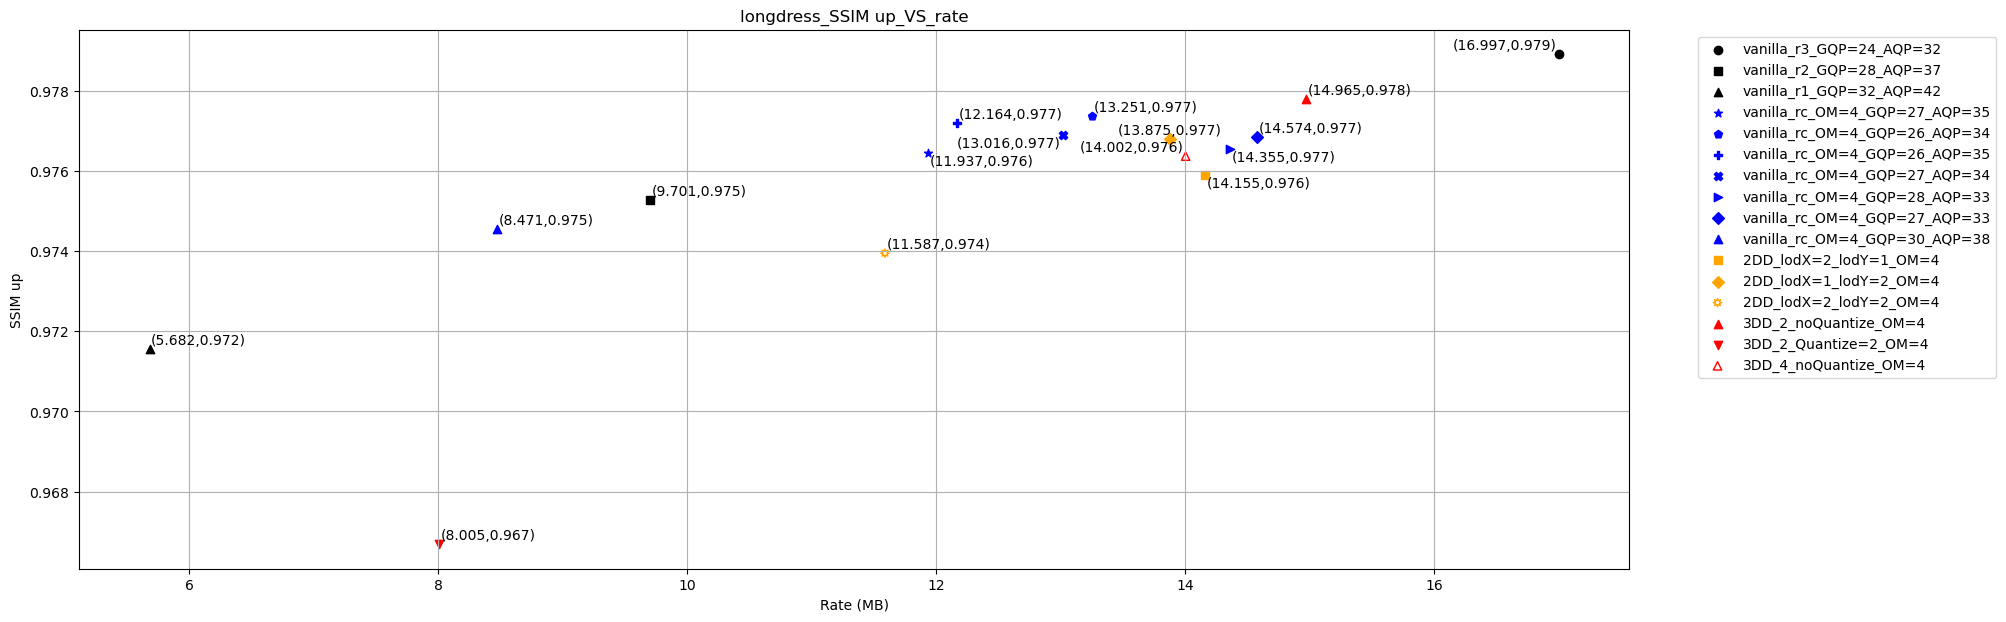 longdress_SSIM up_VS_rate
(16.997,0.979)
(14.965,0.978)
(12.164,0.977)
(13.251,0.977)
(13.016,0.977)
(13.875,0.977)
(14.574,0.977)
(14.002,0.976)
(11.937,0.976)
(14.355,0.977)
(14.155,0.976)
(9.701,0.975)
(8.471,0.975)
(11.587,0.974)
(5.682,0.972)
(8.005,0.967)
0.978
0.976
0.974
0.972
0.970
0.968
SSIM up
6 8 10 12 14 16
Rate (MB)
vanilla_r3_GQP=24_AQP=32
vanilla_r2_GQP=28_AQP=37
vanilla_r1_GQP=32_AQP=42
vanilla_rc_OM=4_GQP=27_AQP=35
vanilla_rc_OM=4_GQP=26_AQP=34
vanilla_rc_OM=4_GQP=26_AQP=35
vanilla_rc_OM=4_GQP=27_AQP=34
vanilla_rc_OM=4_GQP=28_AQP=33
vanilla_rc_OM=4_GQP=27_AQP=33
vanilla_rc_OM=4_GQP=30_AQP=38
2DD_lodX=2_lodY=1_OM=4
2DD_lodX=1_lodY=2_OM=4
2DD_lodX=2_lodY=2_OM=4
3DD_2_noQuantize_OM=4
3DD_2_Quantize=2_OM=4
3DD_4_noQuantize_OM=4